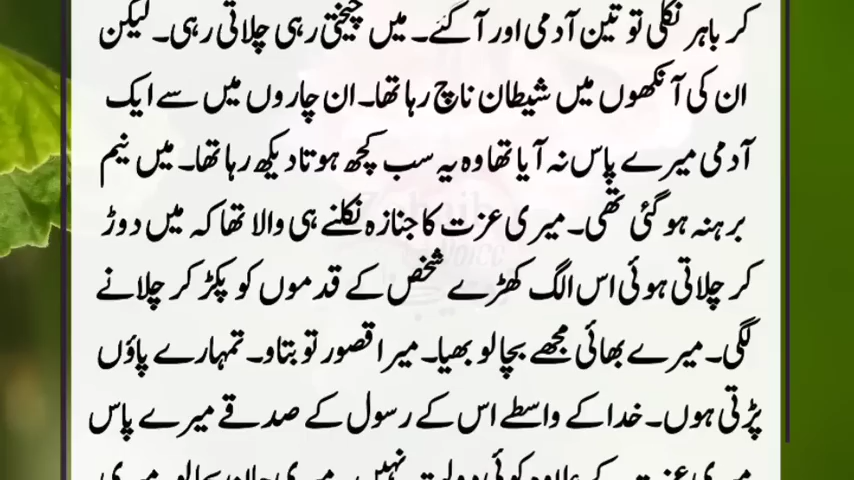 کر باہر نکلی تو تین آدمی اور آ گئے۔ میں چیختی رہی چلاتی رہی۔ لیکن
ان کی آنکھوں میں شیطان ناچ رہا تھا۔ ان چاروں میں سے ایک
آدمی میرے پاس نہ آیا تھا وہ یہ سب کچھ ہوتا دیکھ رہا تھا۔ میں نیم
برہنہ ہو گئی تھی۔ میری عزت کا جنازہ نکلنے ہی والا تھا کہ میں دوڑ
کر چلاتی ہوئی اس الگ کھڑے شخص کے قدموں کو پکڑ کر چلانے
لگی۔ میرے بھائی مجھے بچا لو بھیا۔ میرا قصور تو بتاو۔ تمہارے پاؤں
پڑتی ہوں۔ خدا کے واسطے اس کے رسول کے صدقے میرے پاس